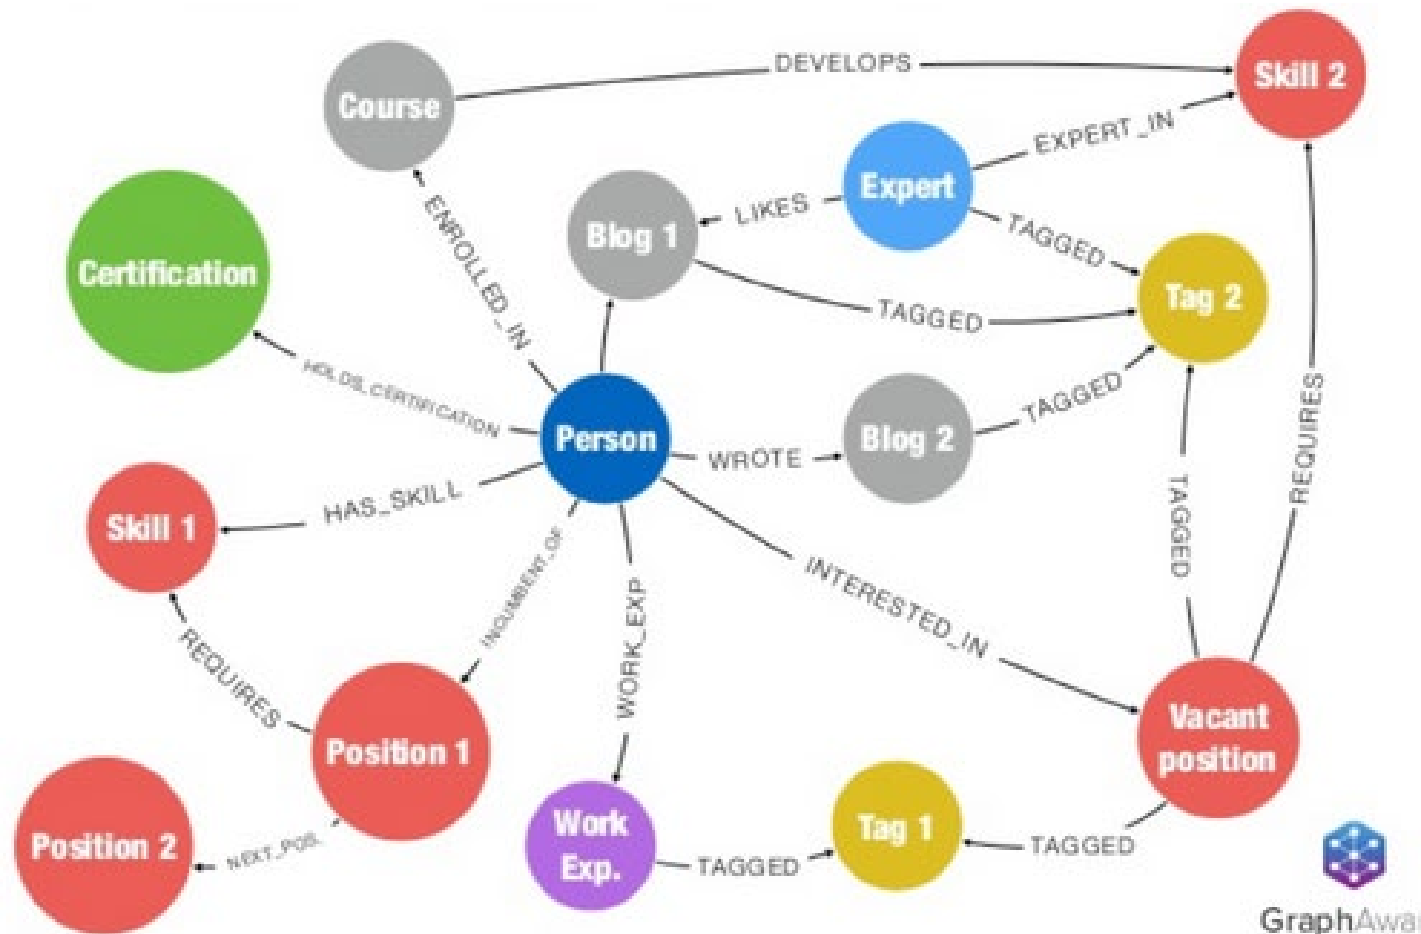 DEVELOPS
Skill 2
Course
EXPERT_IN
Expert
LIKES
Blog 1
TAGGED
ENROLLED_IN
Certification
Tag 2
TAGGED
HOLDS_CERTIFICATION
Person
WROTE
Blog 2
TAGGED
REQUIRES
HAS_SKILL
Skill 1
INCUMBENT_OF
WORK_EXP
INTERESTED_IN
TAGGED
REQUIRES
Position 1
Vacant
position
Position 2
NEXT_POS.
Work
Exp.
TAGGED
Tag 1
TAGGED
GraphAwar